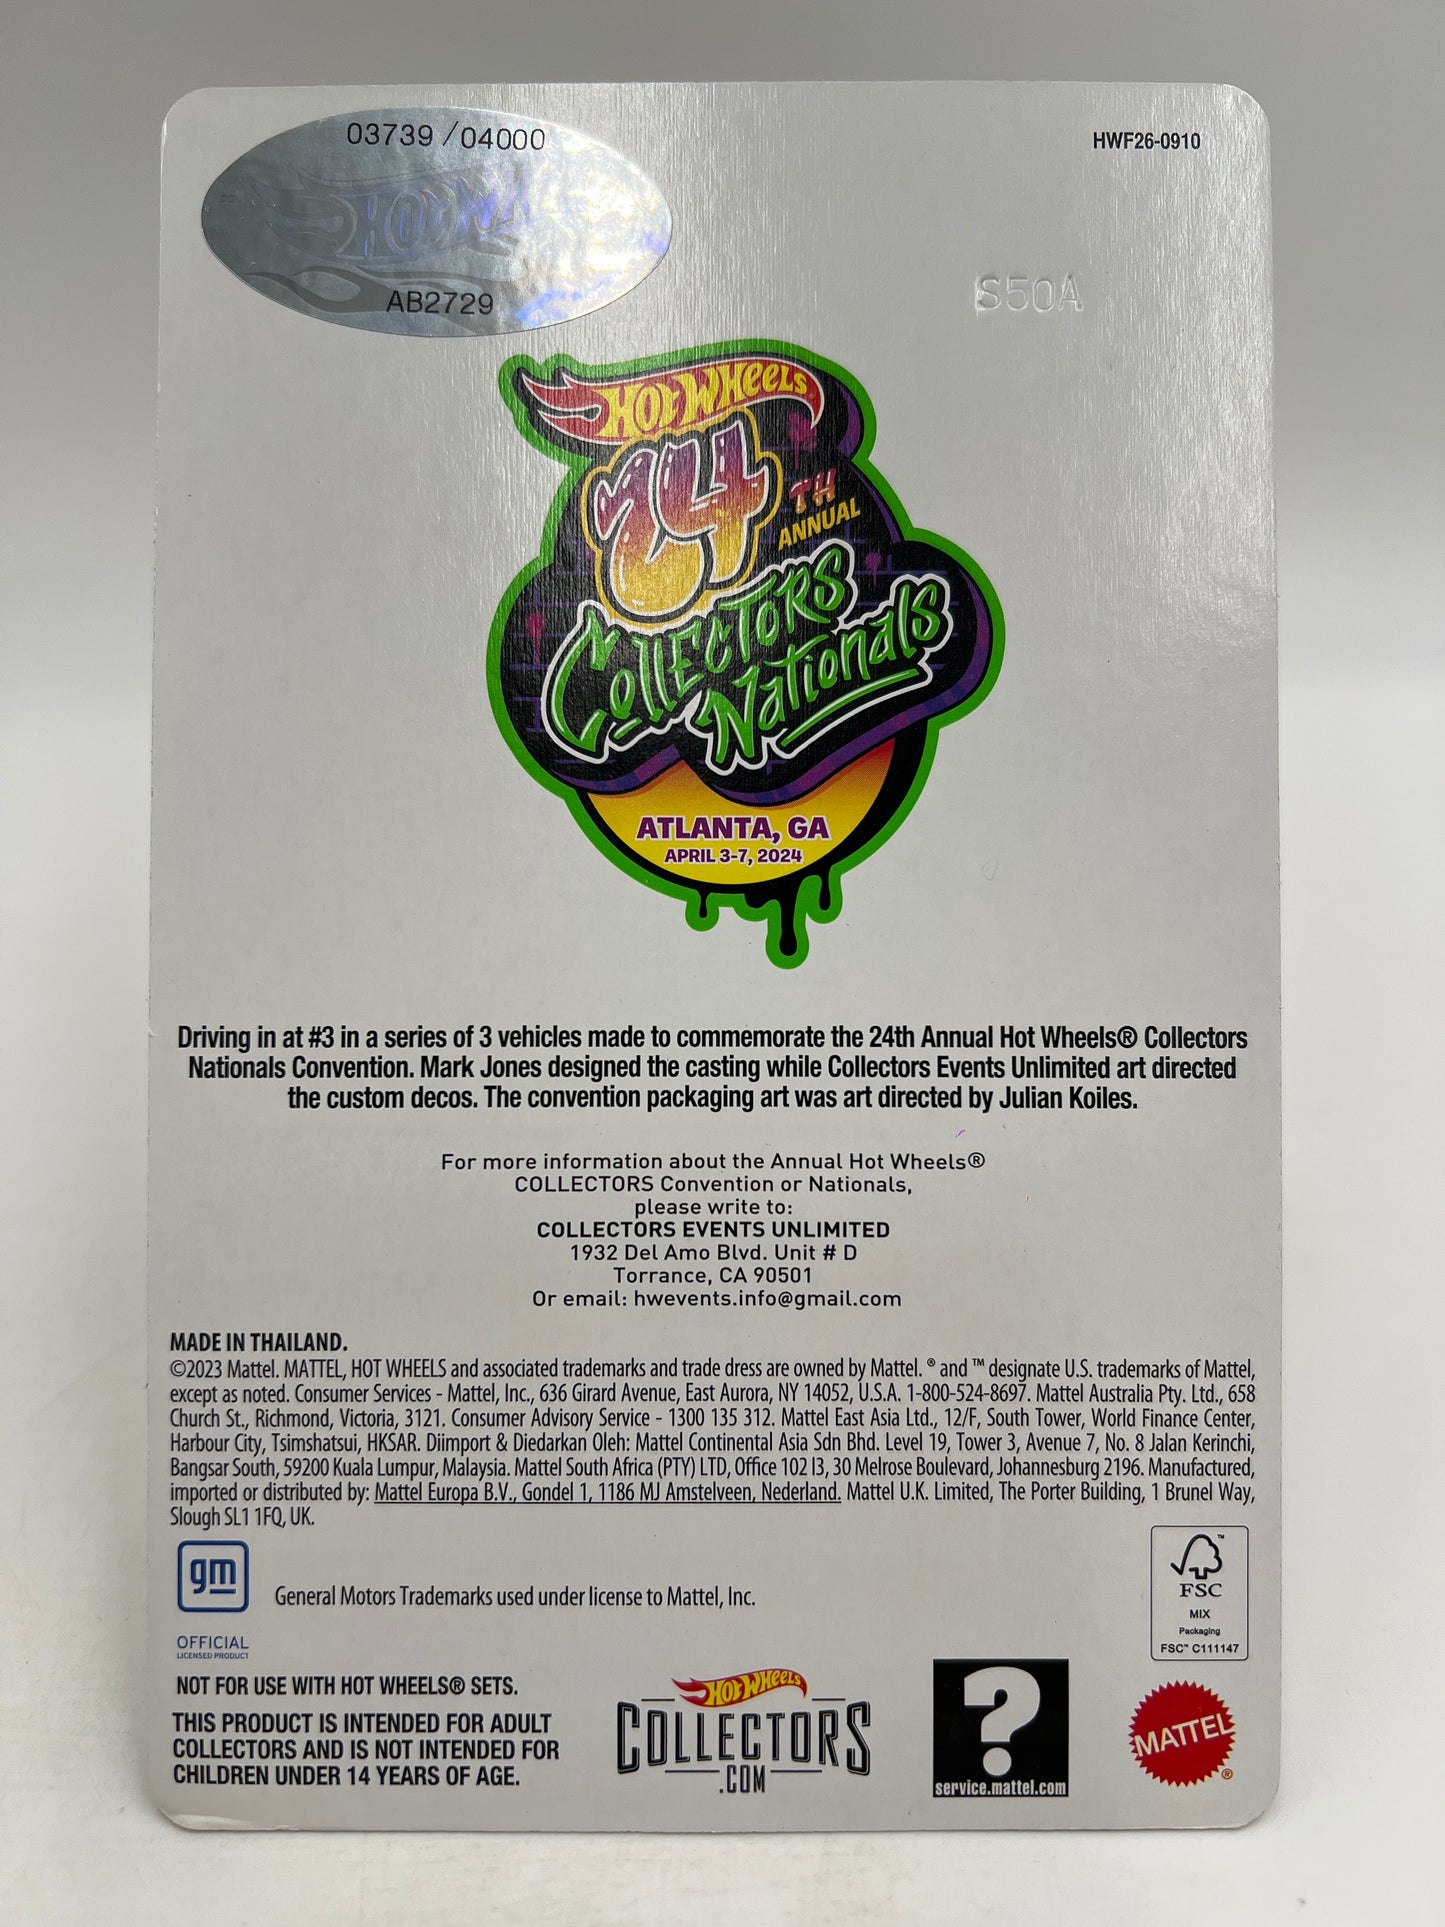 03739/04000
HWF26-0910
AB2729
S50A
HOT WHEELS
24TH
ANNUAL
COLLECTORS
NATIONALS
ATLANTA, GA
APRIL 3-7, 2024
Driving in at #3 in a series of 3 vehicles made to commemorate the 24th Annual Hot Wheels® Collectors
Nationals Convention. Mark Jones designed the casting while Collectors Events Unlimited art directed
the custom decos. The convention packaging art was art directed by Julian Koiles.
For more information about the Annual Hot Wheels®
COLLECTORS Convention or Nationals,
please write to:
COLLECTORS EVENTS UNLIMITED
1932 Del Amo Blvd. Unit # D
Torrance, CA 90501
Or email: hwevents.info@gmail.com
MADE IN THAILAND.
©2023 Mattel. MATTEL, HOT WHEELS and associated trademarks and trade dress are owned by Mattel. ® and ™ designate U.S. trademarks of Mattel,
except as noted. Consumer Services - Mattel, Inc., 636 Girard Avenue, East Aurora, NY 14052, U.S.A. 1-800-524-8697. Mattel Australia Pty. Ltd., 658
Church St., Richmond, Victoria, 3121. Consumer Advisory Service - 1300 135 312. Mattel East Asia Ltd., 12/F, South Tower, World Finance Center,
Harbour City, Tsimshatsui, HKSAR. Diimport & Diedarkan Oleh: Mattel Continental Asia Sdn Bhd. Level 19, Tower 3, Avenue 7, No. 8 Jalan Kerinchi,
Bangsar South, 59200 Kuala Lumpur, Malaysia. Mattel South Africa (PTY) LTD, Office 102 I3, 30 Melrose Boulevard, Johannesburg 2196. Manufactured,
imported or distributed by: Mattel Europa B.V., Gondel 1, 1186 MJ Amstelveen, Nederland. Mattel U.K. Limited, The Porter Building, 1 Brunel Way,
Slough SL1 1FQ, UK.
gm
General Motors Trademarks used under license to Mattel, Inc.
OFFICIAL
LICENSED PRODUCT
FSC
MIX
Packaging
FSC™ C111147
NOT FOR USE WITH HOT WHEELS® SETS.
THIS PRODUCT IS INTENDED FOR ADULT
COLLECTORS AND IS NOT INTENDED FOR
CHILDREN UNDER 14 YEARS OF AGE.
HOT WHEELS
COLLECTORS
.COM
?
service.mattel.com
MATTEL®